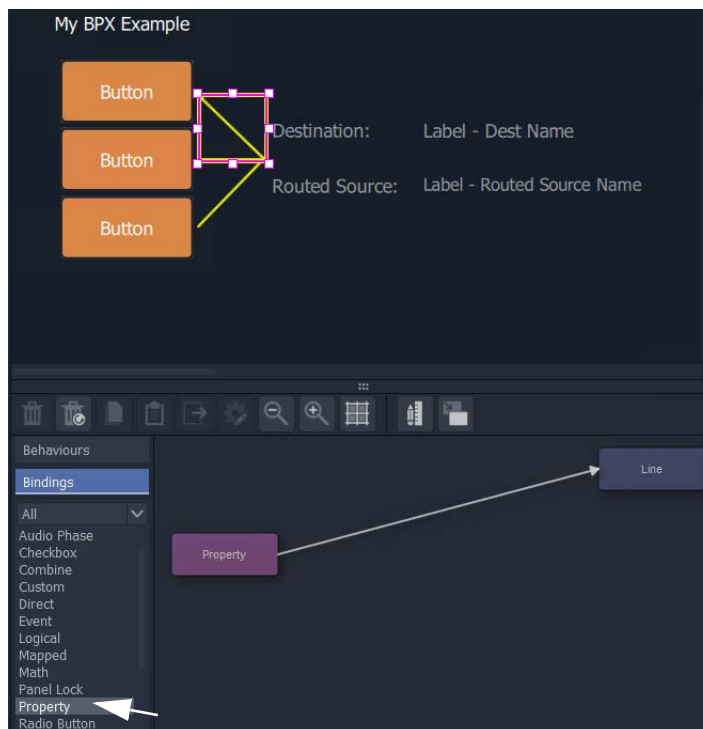 My BPX Example
Button
Button
Button
Destination:
Label - Dest Name
Routed Source:
Label - Routed Source Name
Behaviours
Bindings
All
Audio Phase
Checkbox
Combine
Custom
Direct
Event
Logical
Mapped
Math
Panel Lock
Property
Radio Button
Property
Line